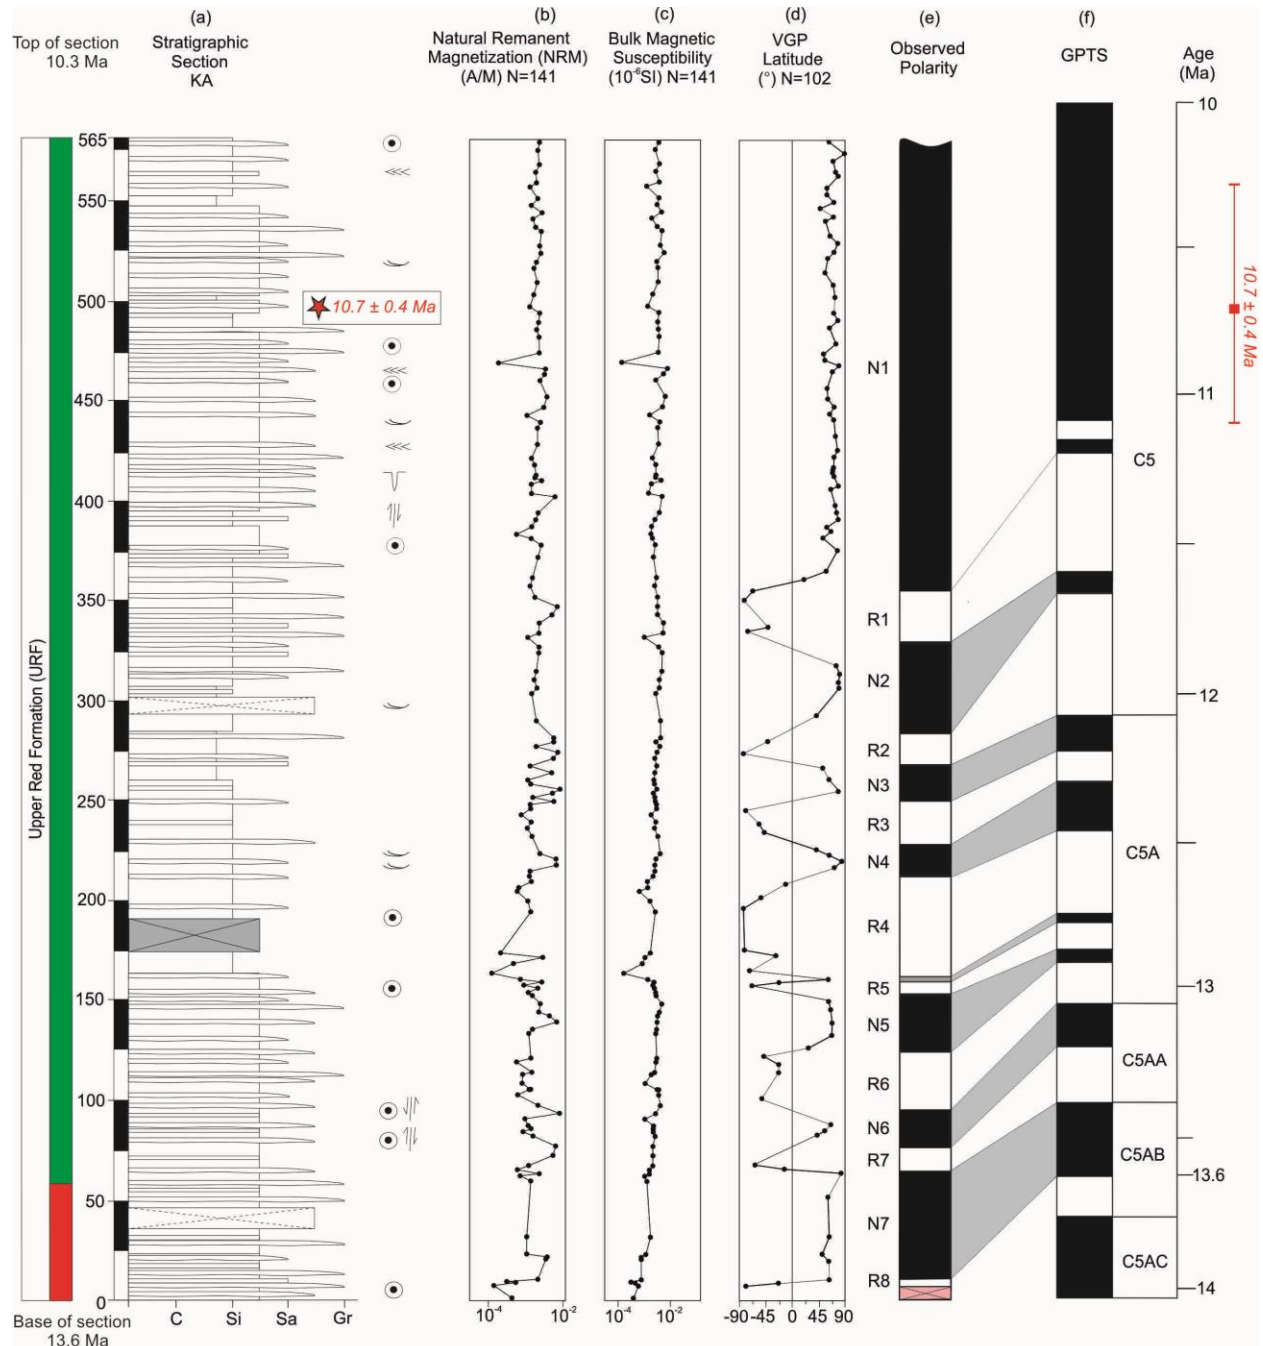 (a)
(b)
(c)
(d)
(e)
(f)
Top of section
10.3 Ma
Stratigraphic
Section
KA
Natural Remanent
Magnetization (NRM)
(A/M) N=141
Bulk Magnetic
Susceptibility
(10⁻⁶SI) N=141
VGP
Latitude
(°) N=102
Observed
Polarity
GPTS
Age
(Ma)
Upper Red Formation (URF)
565
550
500
450
400
350
300
250
200
150
100
50
0
10.7 ± 0.4 Ma
N1
R1
N2
R2
N3
R3
N4
R4
R5
N5
R6
N6
R7
N7
R8
C5
C5A
C5AA
C5AB
C5AC
10
11
12
13
13.6
14
10.7 ± 0.4 Ma
C Si Sa Gr
10⁻⁴ 10⁻²
10⁻⁴ 10⁻²
-90 -45 0 45 90
Base of section
13.6 Ma